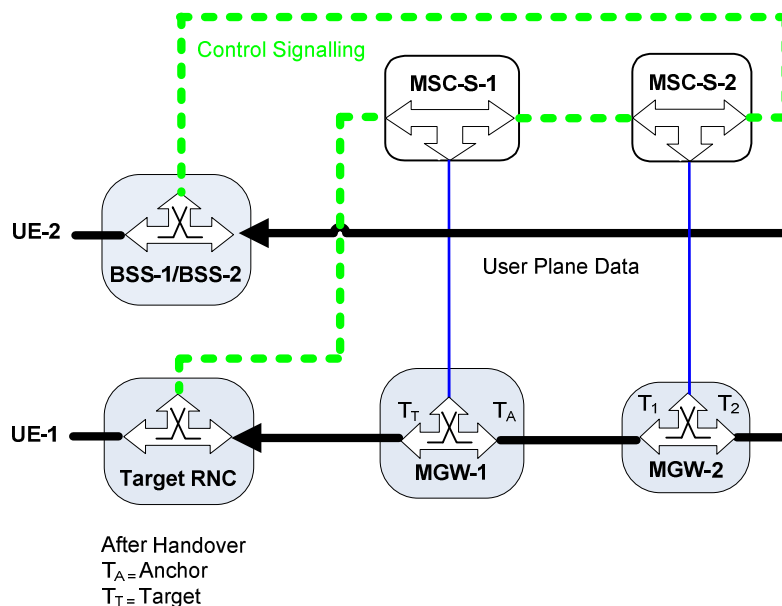 Control Signalling
MSC-S-1
MSC-S-2
UE-2
BSS-1/BSS-2
User Plane Data
UE-1
Target RNC
TT
TA
MGW-1
T1
T2
MGW-2
After Handover
TA= Anchor
TT= Target